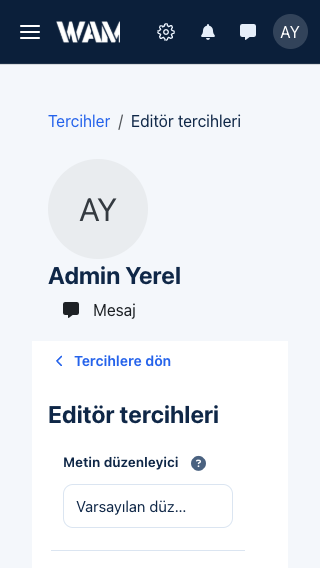 WAM
AY
Tercihler / Editör tercihleri
AY
Admin Yerel
Mesaj
Tercihlere dön
Editör tercihleri
Metin düzenleyici ?
Varsayılan düz...